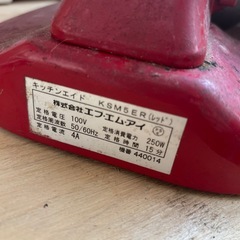 キッチンエイド KSM5ER(レッド)
株式会社エフ・エム・アイ
定格電圧 100V 定格消費電力 250W
定格周波数 50/60Hz 定格時間 15分
定格電流 4A 機番 440014